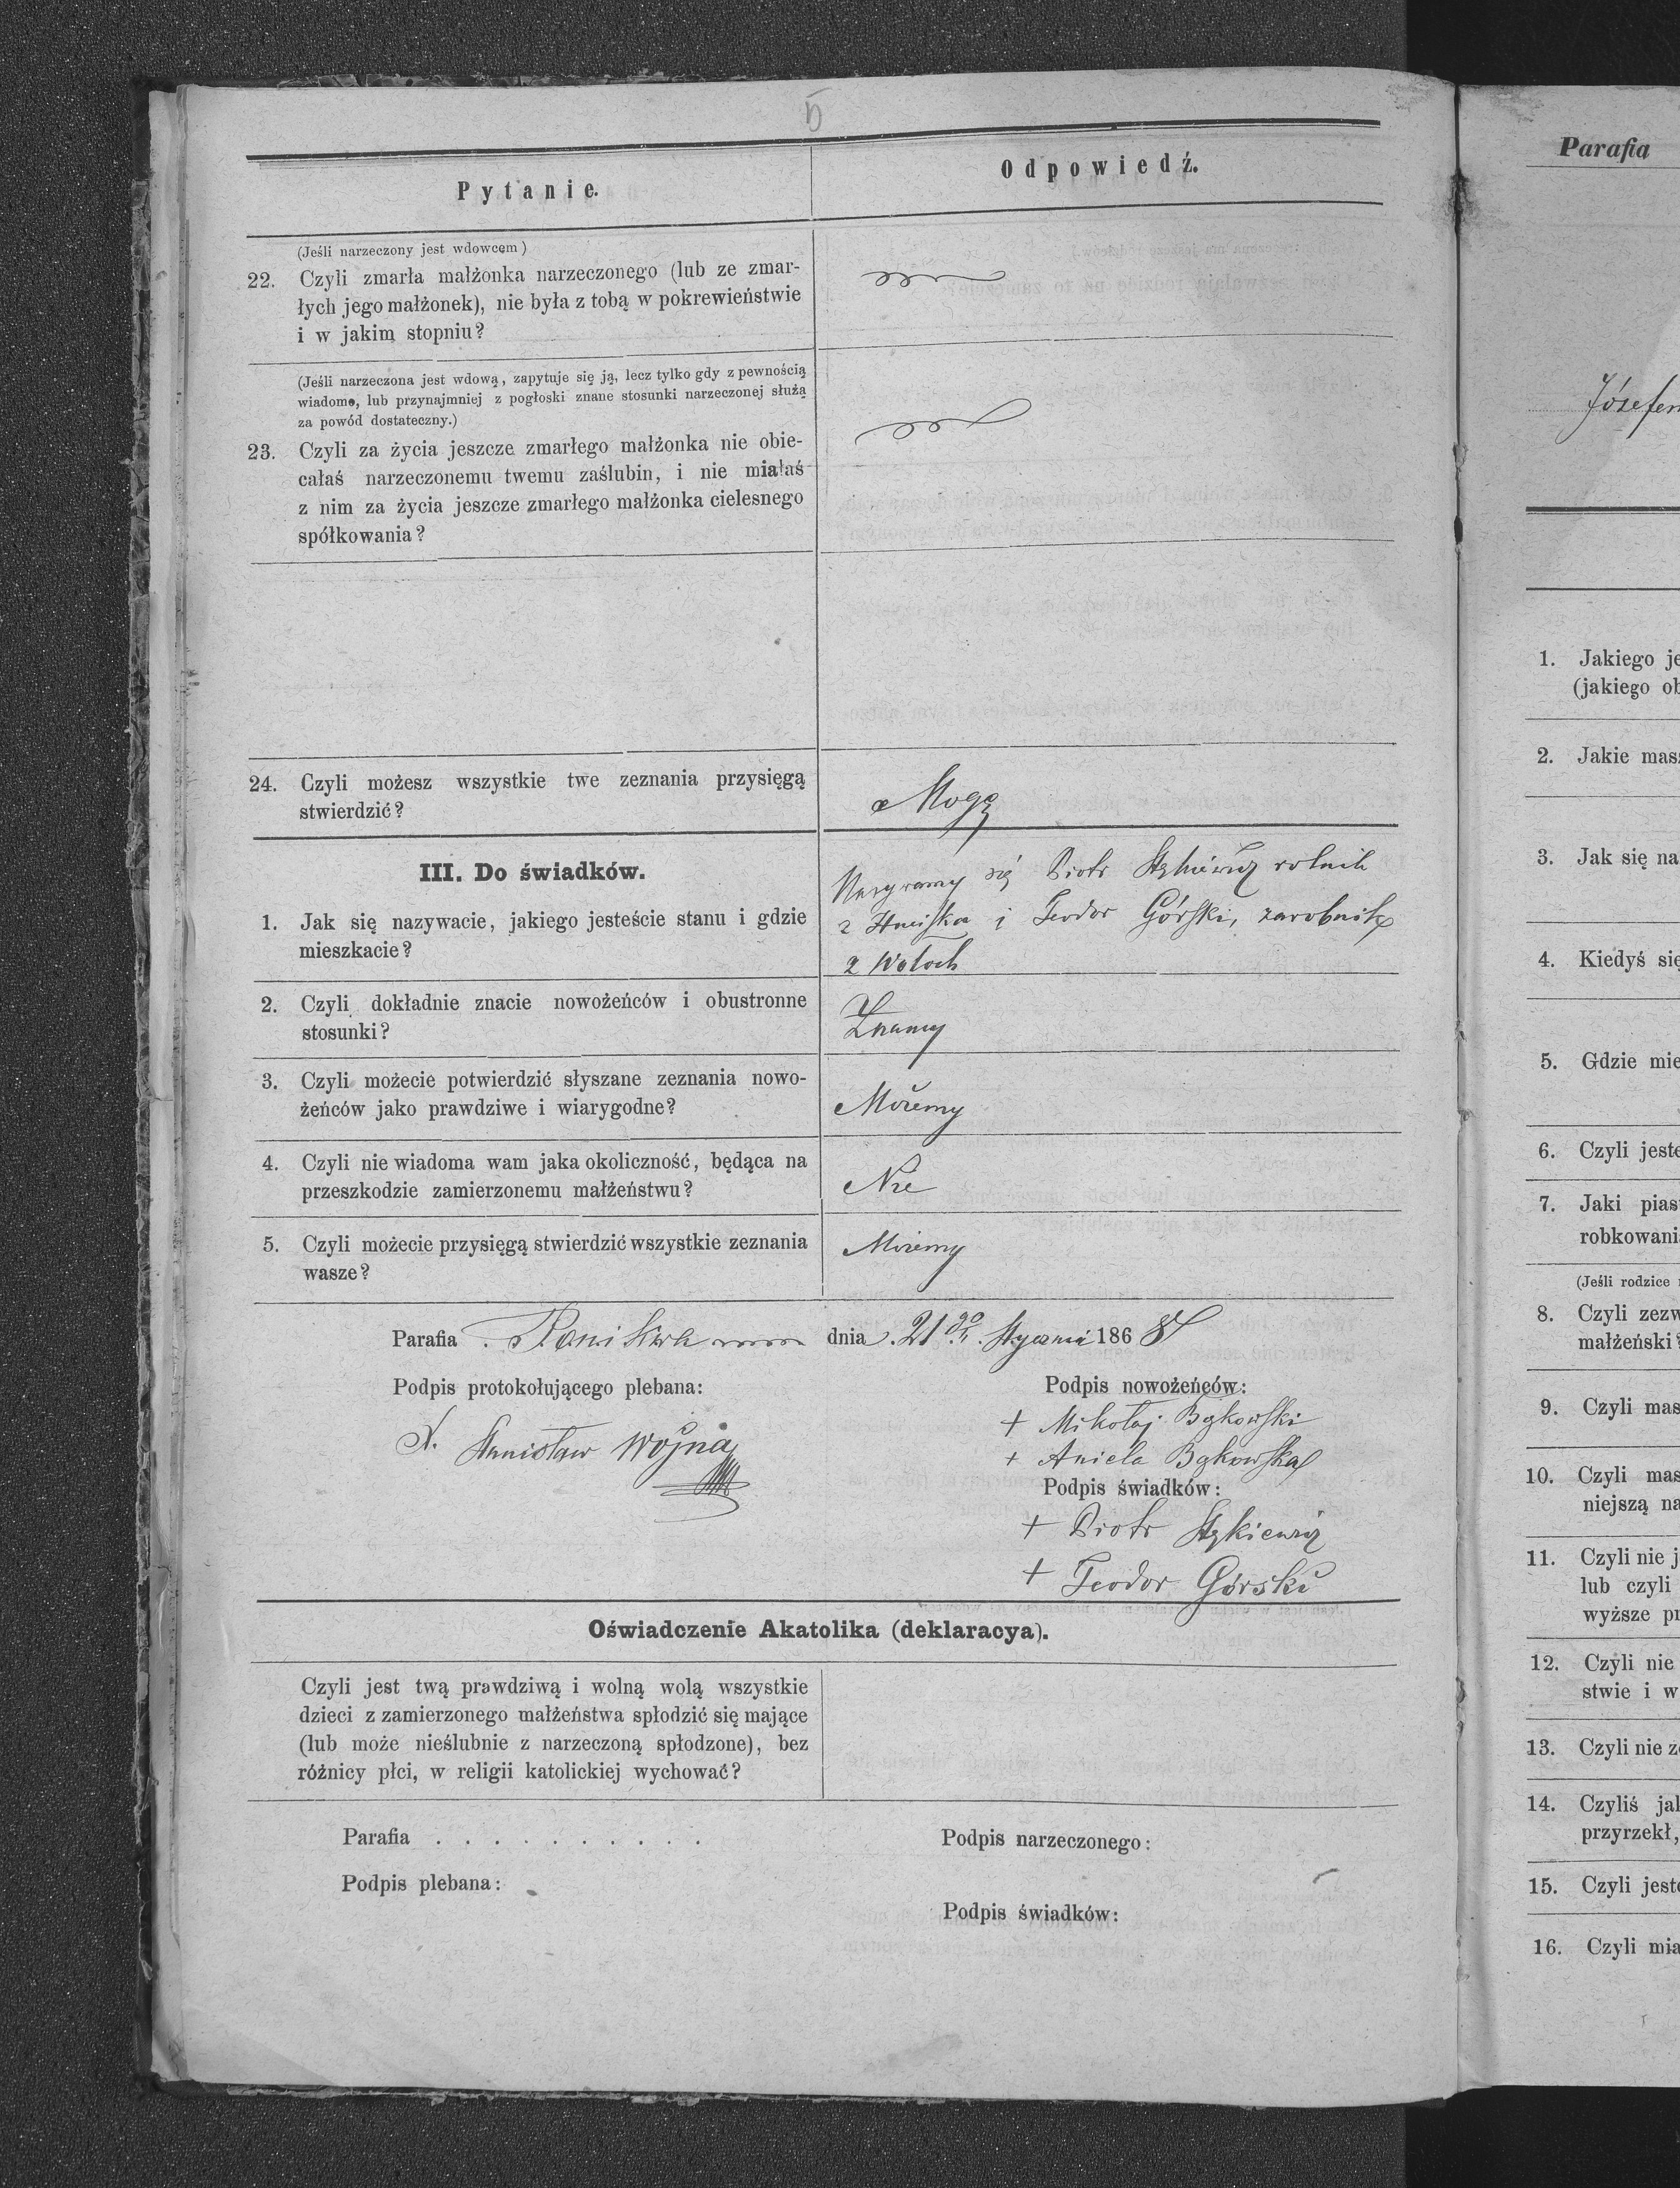 5
Pytanie.
Odpowiedź.
(Jeśli narzeczony jest wdowcem)
22. Czyli zmarła małżonka narzeczonego (lub ze zmar-
łych jego małżonek), nie była z tobą w pokrewieństwie
i w jakim stopniu?
(Jeśli narzeczona jest wdową, zapytuje się ją, lecz tylko gdy z pewnością
wiadomo, lub przynajmniej z pogłoski znane stosunki narzeczonej służą
za powód dostateczny.)
23. Czyli za życia jeszcze zmarłego małżonka nie obie-
całaś narzeczonemu twemu zaślubin, i nie miałaś
z nim za życia jeszcze zmarłego małżonka cielesnego
spółkowania?
24. Czyli możesz wszystkie twe zeznania przysięgą
stwierdzić?
Mogę
III. Do świadków.
1. Jak się nazywacie, jakiego jesteście stanu i gdzie
mieszkacie?
Nazywamy się Piotr rolnik
z i Teodor Górski, zarobnik
z
2. Czyli dokładnie znacie nowożeńców i obustronne
stosunki?
Znamy
3. Czyli możecie potwierdzić słyszane zeznania nowo-
żeńców jako prawdziwe i wiarygodne?
Możemy
4. Czyli nie wiadoma wam jaka okoliczność, będąca na
przeszkodzie zamierzonemu małżeństwu?
Nie
5. Czyli możecie przysięgą stwierdzić wszystkie zeznania
wasze?
Możemy
Parafia dnia 21 go Stycznia 186
Podpis protokołującego plebana:
Podpis nowożeńców:
X. Stanisław Wojna
+ Mikołaj Bąkowski
+ Aniela Bąkowska
Podpis świadków:
+ Piotr
+ Teodor Górski
Oświadczenie Akatolika (deklaracya).
Czyli jest twą prawdziwą i wolną wolą wszystkie
dzieci z zamierzonego małżeństwa spłodzić się mające
(lub może nieślubnie z narzeczoną spłodzone), bez
różnicy płci, w religii katolickiej wychować?
Parafia . . . . . . . . . .
Podpis narzeczonego:
Podpis plebana:
Podpis świadków:
Parafia
1. Jakiego je
(jakiego ob
2. Jakie mas
3. Jak się na
4. Kiedyś się
5. Gdzie mie
6. Czyli jeste
7. Jaki pias
robkowani
(Jeśli rodzice
8. Czyli zezw
małżeński
9. Czyli mas
10. Czyli mas
niejszą na
11. Czyli nie j
lub czyli
wyższe pr
12. Czyli nie
stwie i w
13. Czyli nie z
14. Czyliś jak
przyrzekł,
15. Czyli jest
16. Czyli mia